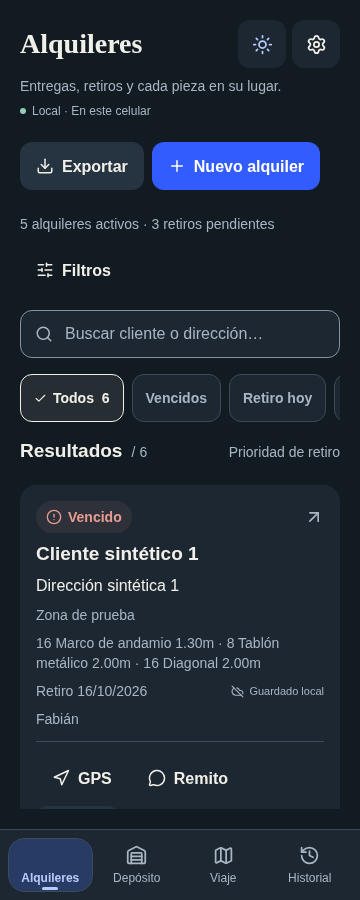 Alquileres
Entregas, retiros y cada pieza en su lugar.
Local · En este celular
Exportar
Nuevo alquiler
5 alquileres activos · 3 retiros pendientes
Filtros
Buscar cliente o dirección…
Todos 6
Vencidos
Retiro hoy
Resultados / 6
Prioridad de retiro
Vencido
Cliente sintético 1
Dirección sintética 1
Zona de prueba
16 Marco de andamio 1.30m · 8 Tablón
metálico 2.00m · 16 Diagonal 2.00m
Retiro 16/10/2026
Guardado local
Fabián
GPS
Remito
Alquileres
Depósito
Viaje
Historial